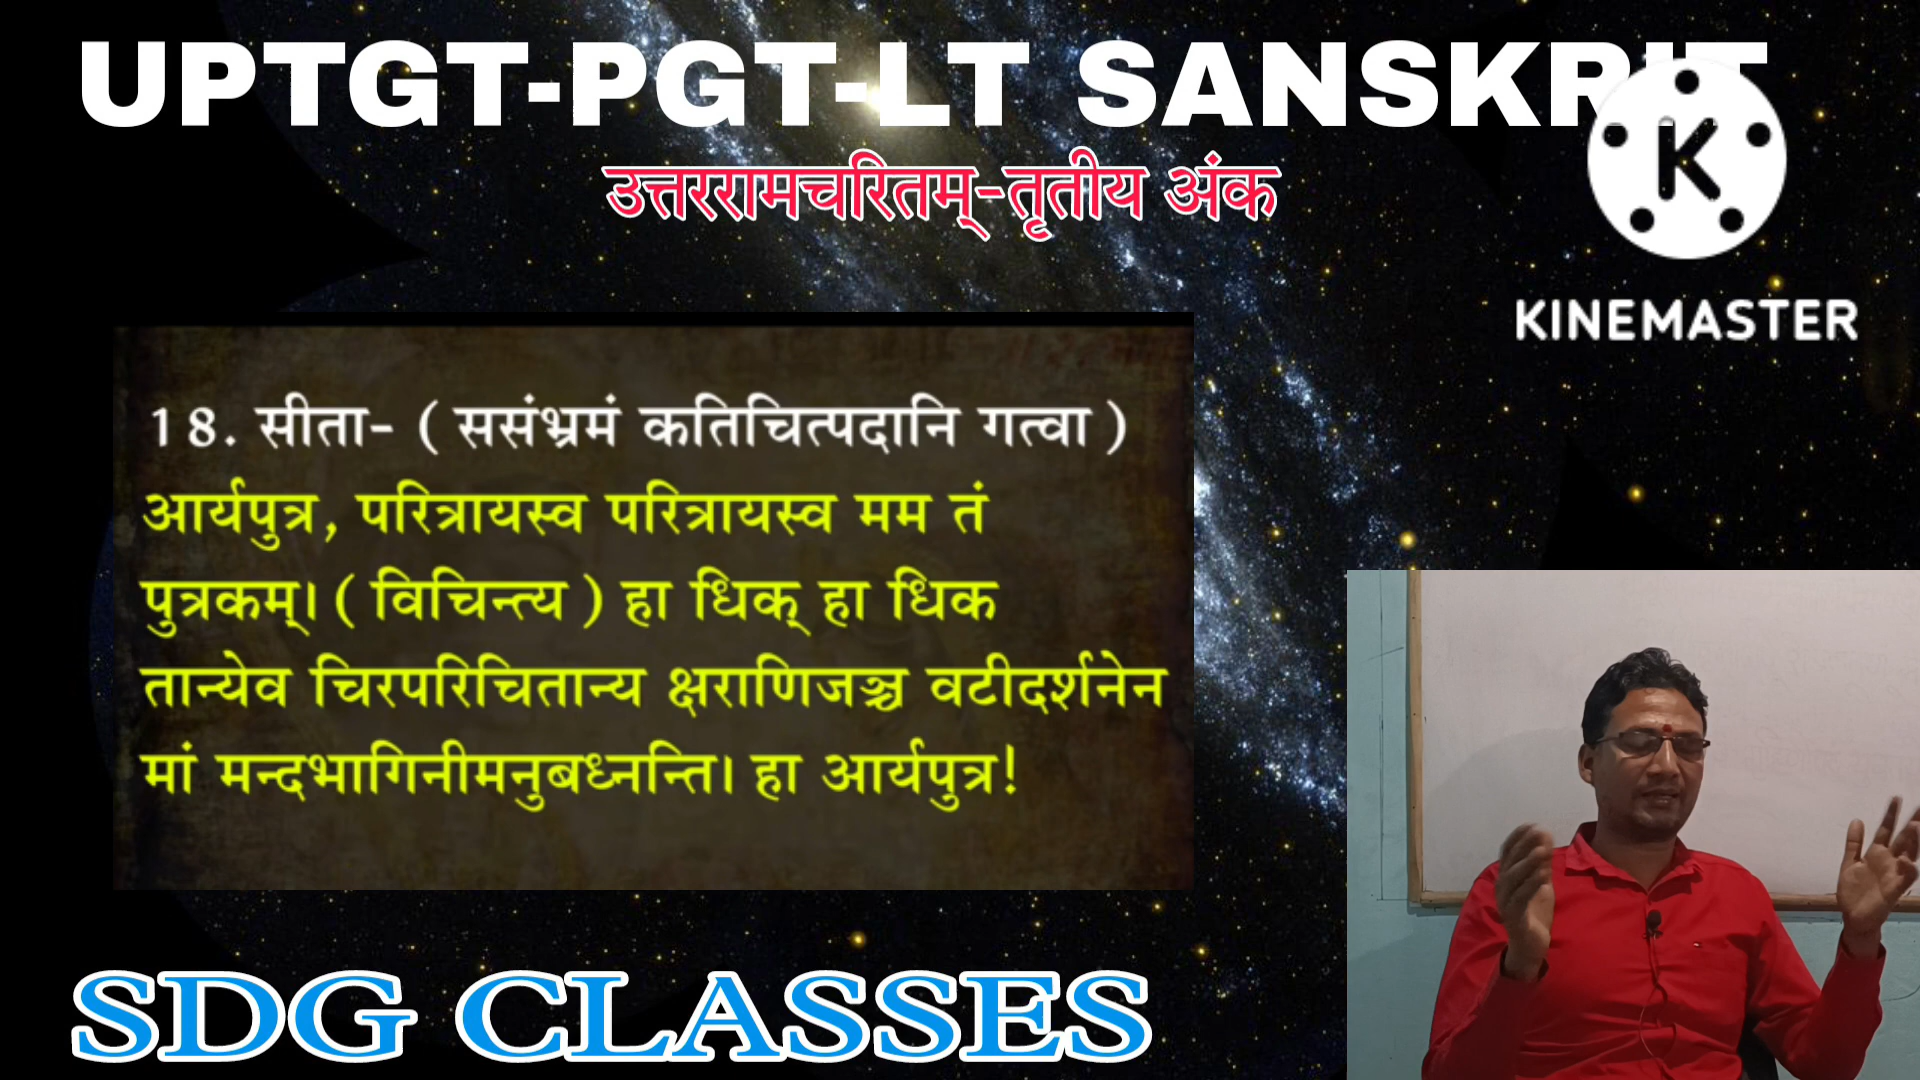 UPTGT-PGT-LT SANSKRIT
उत्तररामचरितम्-तृतीय अंक
K
KINEMASTER
18. सीता- ( ससंभ्रमं कतिचित्पदानि गत्वा )
आर्यपुत्र, परित्रायस्व परित्रायस्व मम तं
पुत्रकम्। ( विचिन्त्य ) हा धिक् हा धिक
तान्येव चिरपरिचितान्य क्षराणिजञ्च वटीदर्शनेन
मां मन्दभागिनीमनुबध्नन्ति। हा आर्यपुत्र!
SDG CLASSES